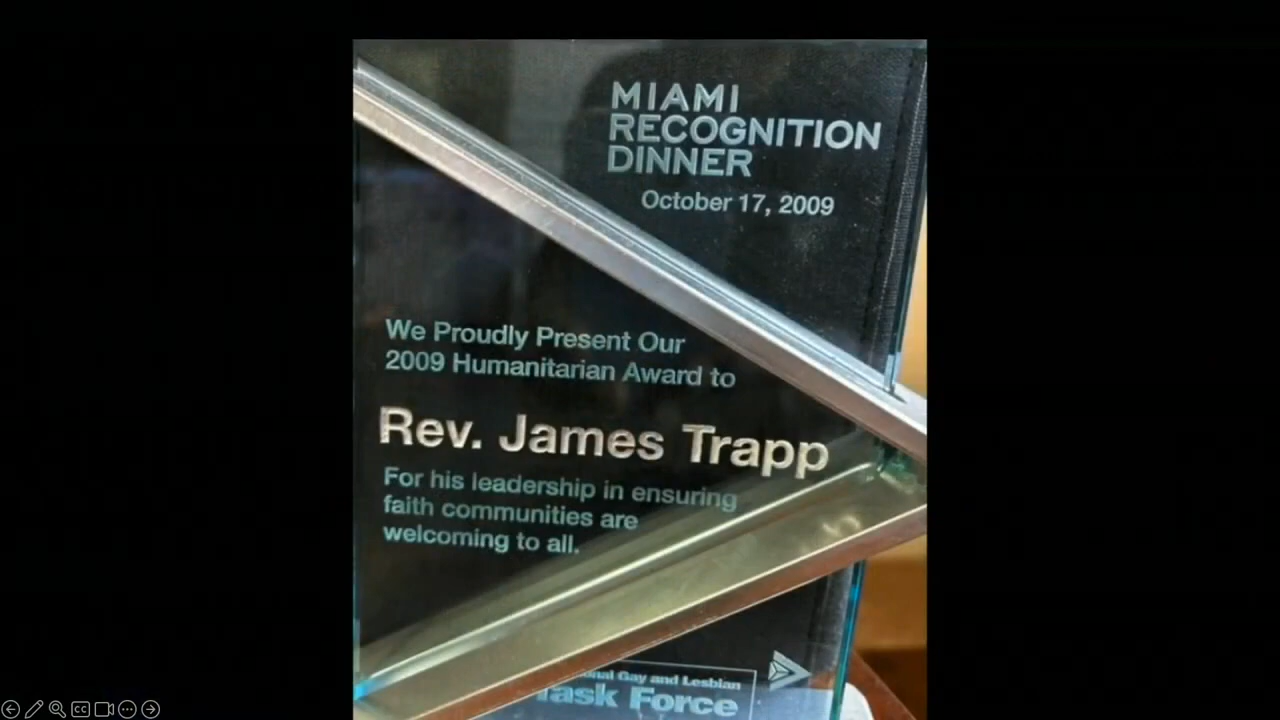 MIAMI
RECOGNITION
DINNER
October 17, 2009
We Proudly Present Our
2009 Humanitarian Award to
Rev. James Trapp
For his leadership in ensuring
faith communities are
welcoming to all.
Gay and Lesbian
Task Force